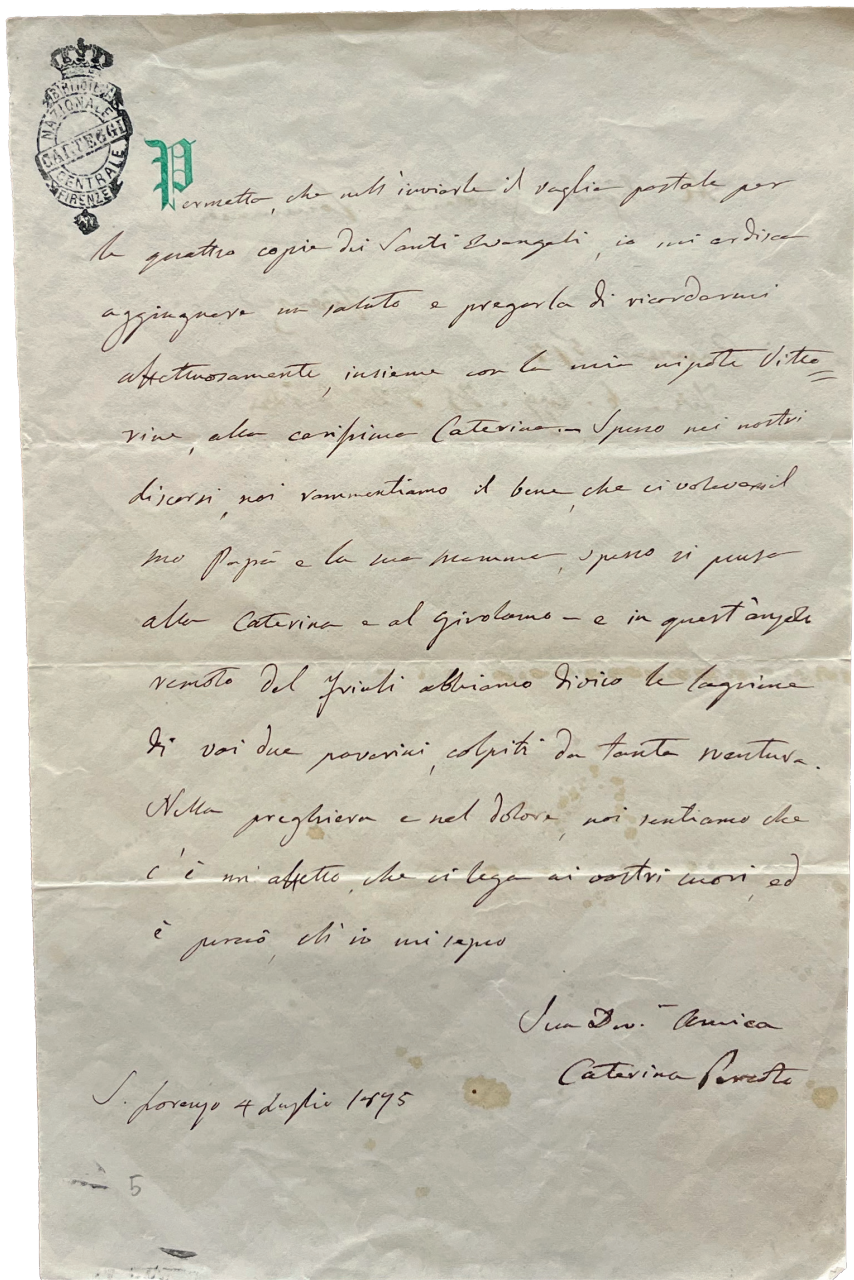 BIBLIOTECA
NAZIONALE
CARTEGGI
CENTRALE
FIRENZE
Permetta, che nell'inviarle il vaglia postale per
le quattro copie dei Santi Evangeli, io mi ardisca
aggiugnere un saluto e pregarla di ricordarmi
affettuosamente, insieme con la mia nipote Vitto=
rina, alla carissima Caterina. – Spesso nei nostri
discorsi, noi rammentiamo il bene, che ci volevano il
suo Papà e la sua mamma, spesso si pensa
alla Caterina e al Girolamo – e in quest'angolo
remoto del Friuli abbiamo diviso le lagrime
di voi due poverini, colpiti da tanta sventura.
Nella preghiera e nel dolore, noi sentiamo che
c'è un affetto, che ci lega ai vostri cuori, ed
è perciò, ch'io mi segno
Sua Dev.ma Amica
Caterina Percoto
S. Lorenzo 4 Luglio 1875
5